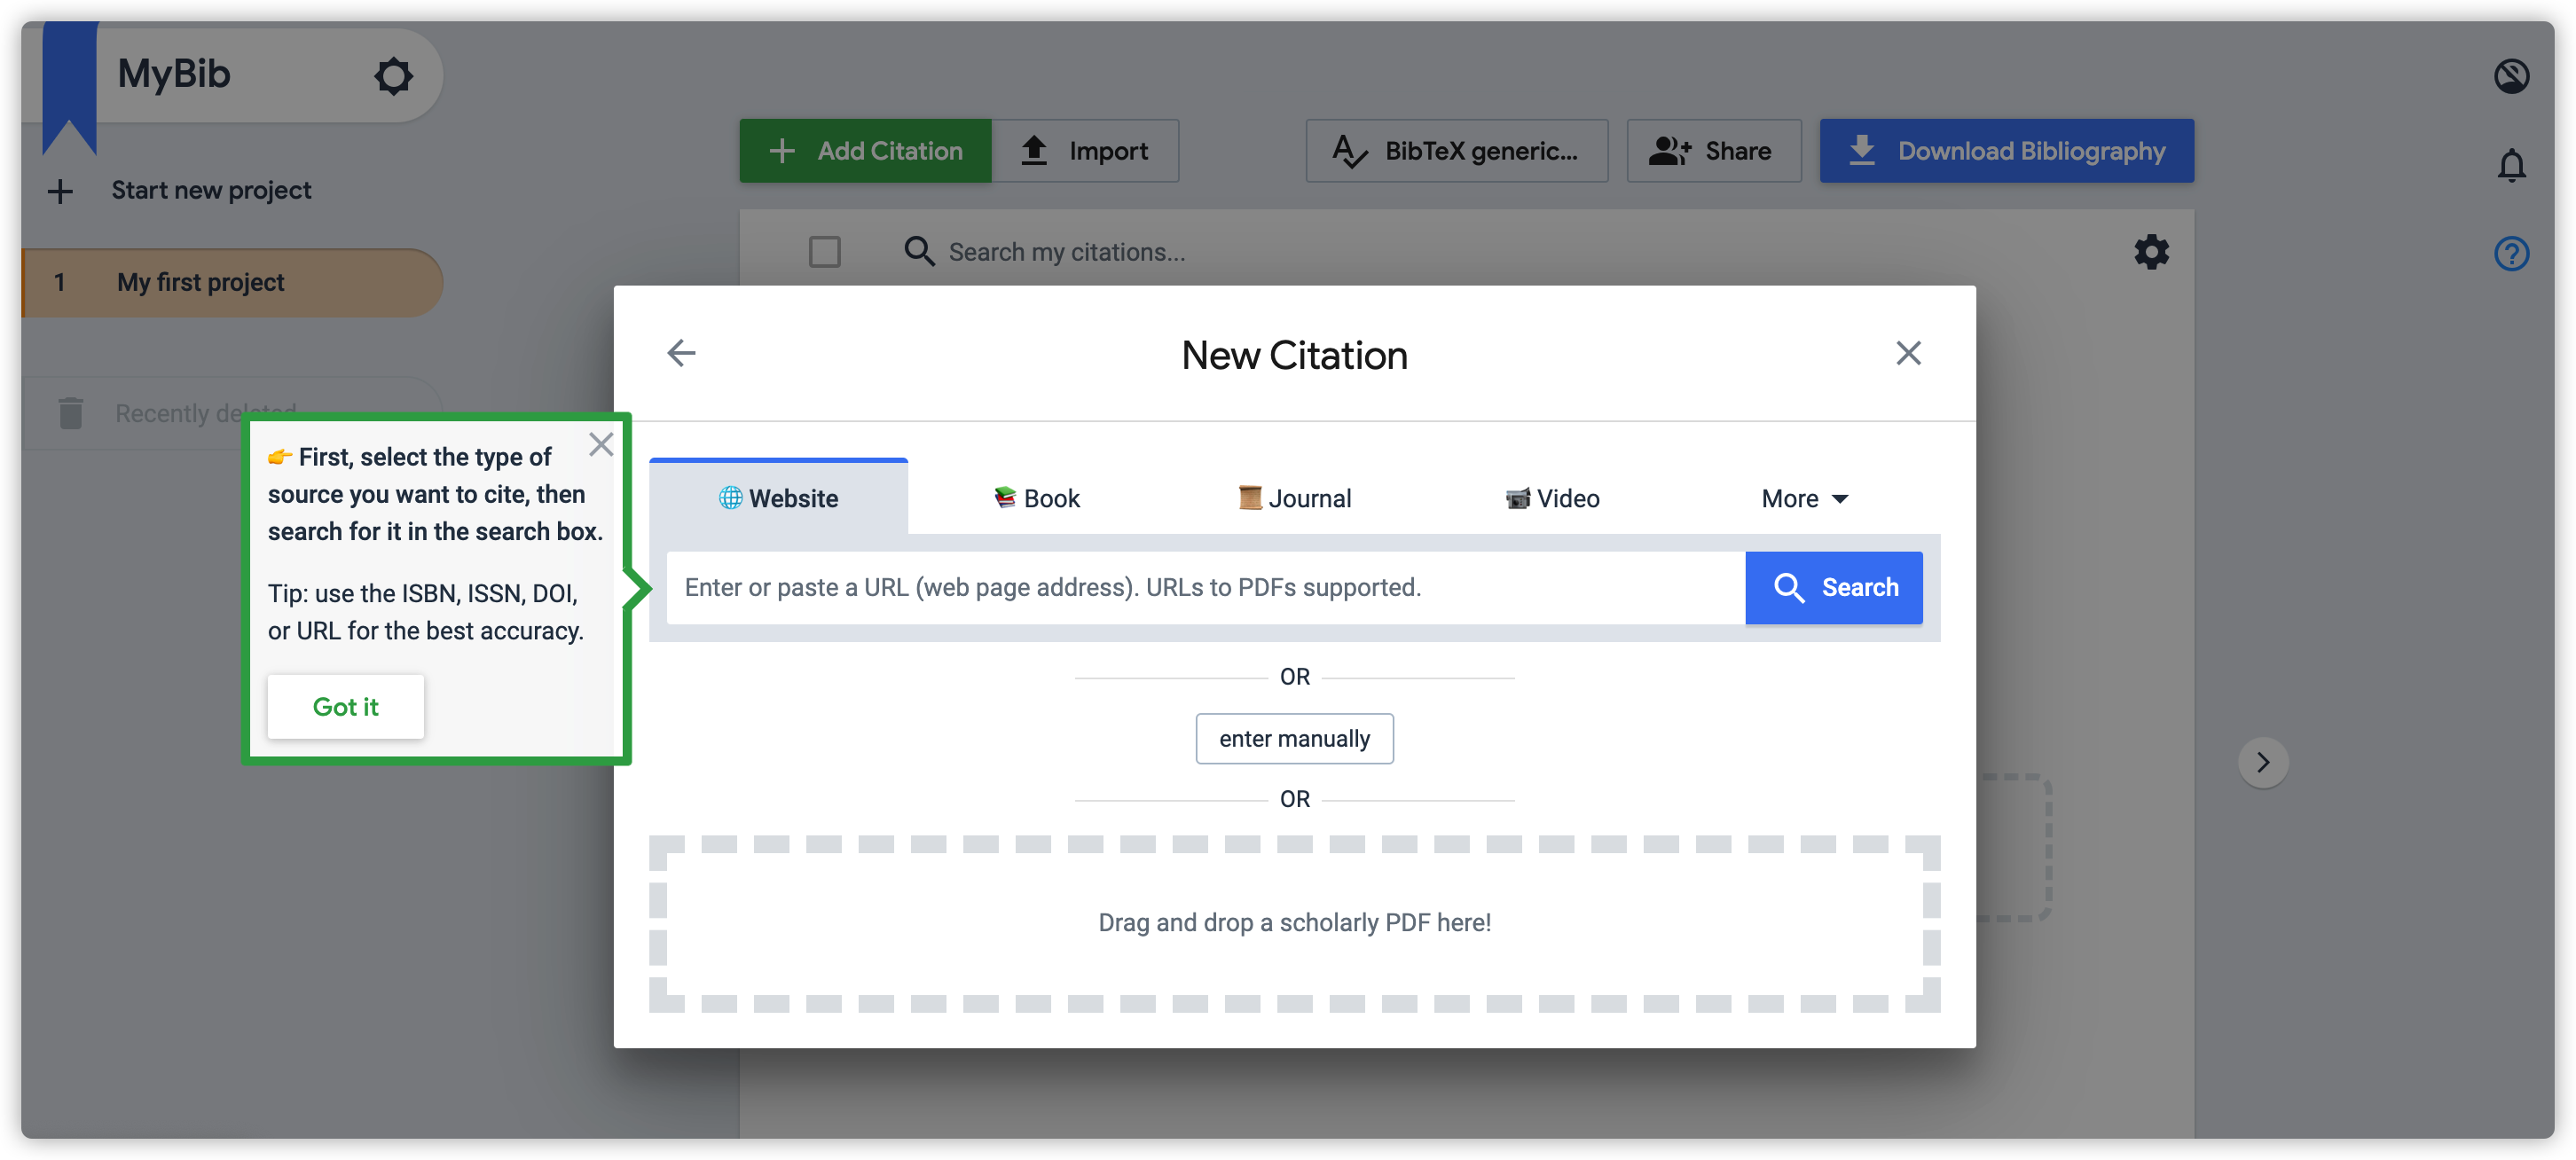 MyBib
Start new project
1 My first project
Recently deleted
+ Add Citation
Import
BibTeX generic...
Share
Download Bibliography
Search my citations...
New Citation
👉 First, select the type of
source you want to cite, then
search for it in the search box.
Tip: use the ISBN, ISSN, DOI,
or URL for the best accuracy.
Got it
Website
Book
Journal
Video
More
Enter or paste a URL (web page address). URLs to PDFs supported.
Search
OR
enter manually
OR
Drag and drop a scholarly PDF here!